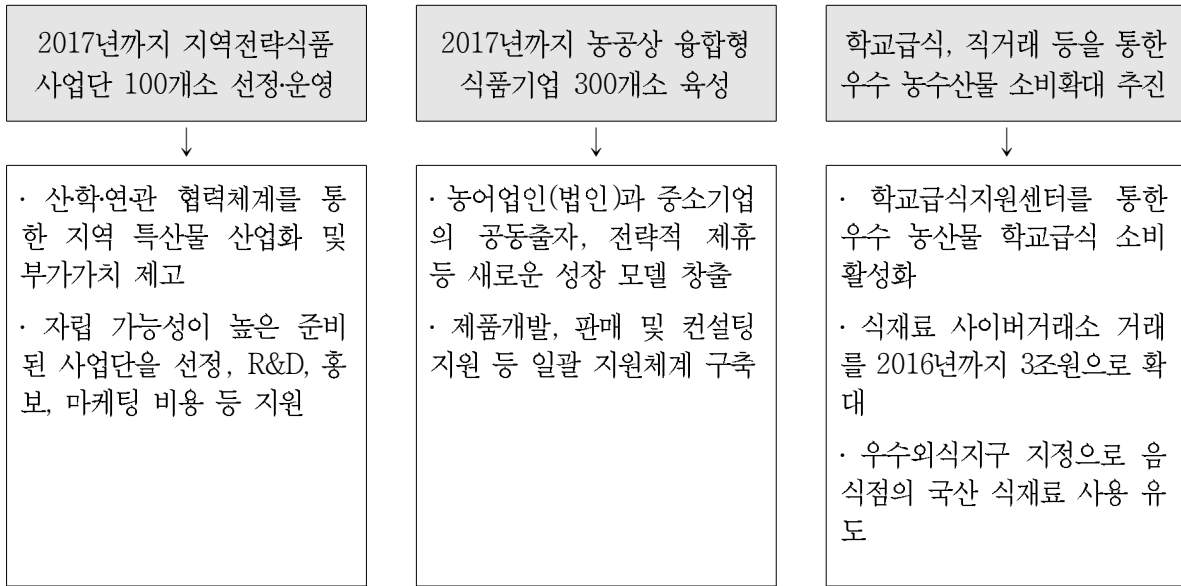 2017년까지 지역전략식품
사업단 100개소 선정·운영
↓
· 산·학·연·관 협력체계를 통
한 지역 특산물 산업화 및
부가가치 제고
· 자립 가능성이 높은 준비
된 사업단을 선정, R&D, 홍
보, 마케팅 비용 등 지원
2017년까지 농공상 융합형
식품기업 300개소 육성
↓
· 농어업인(법인)과 중소기업
의 공동출자, 전략적 제휴
등 새로운 성장 모델 창출
· 제품개발, 판매 및 컨설팅
지원 등 일괄 지원체계 구축
학교급식, 직거래 등을 통한
우수 농수산물 소비확대 추진
↓
· 학교급식지원센터를 통한
우수 농산물 학교급식 소비
활성화
· 식재료 사이버거래소 거래
를 2016년까지 3조원으로 확
대
· 우수외식지구 지정으로 음
식점의 국산 식재료 사용 유
도